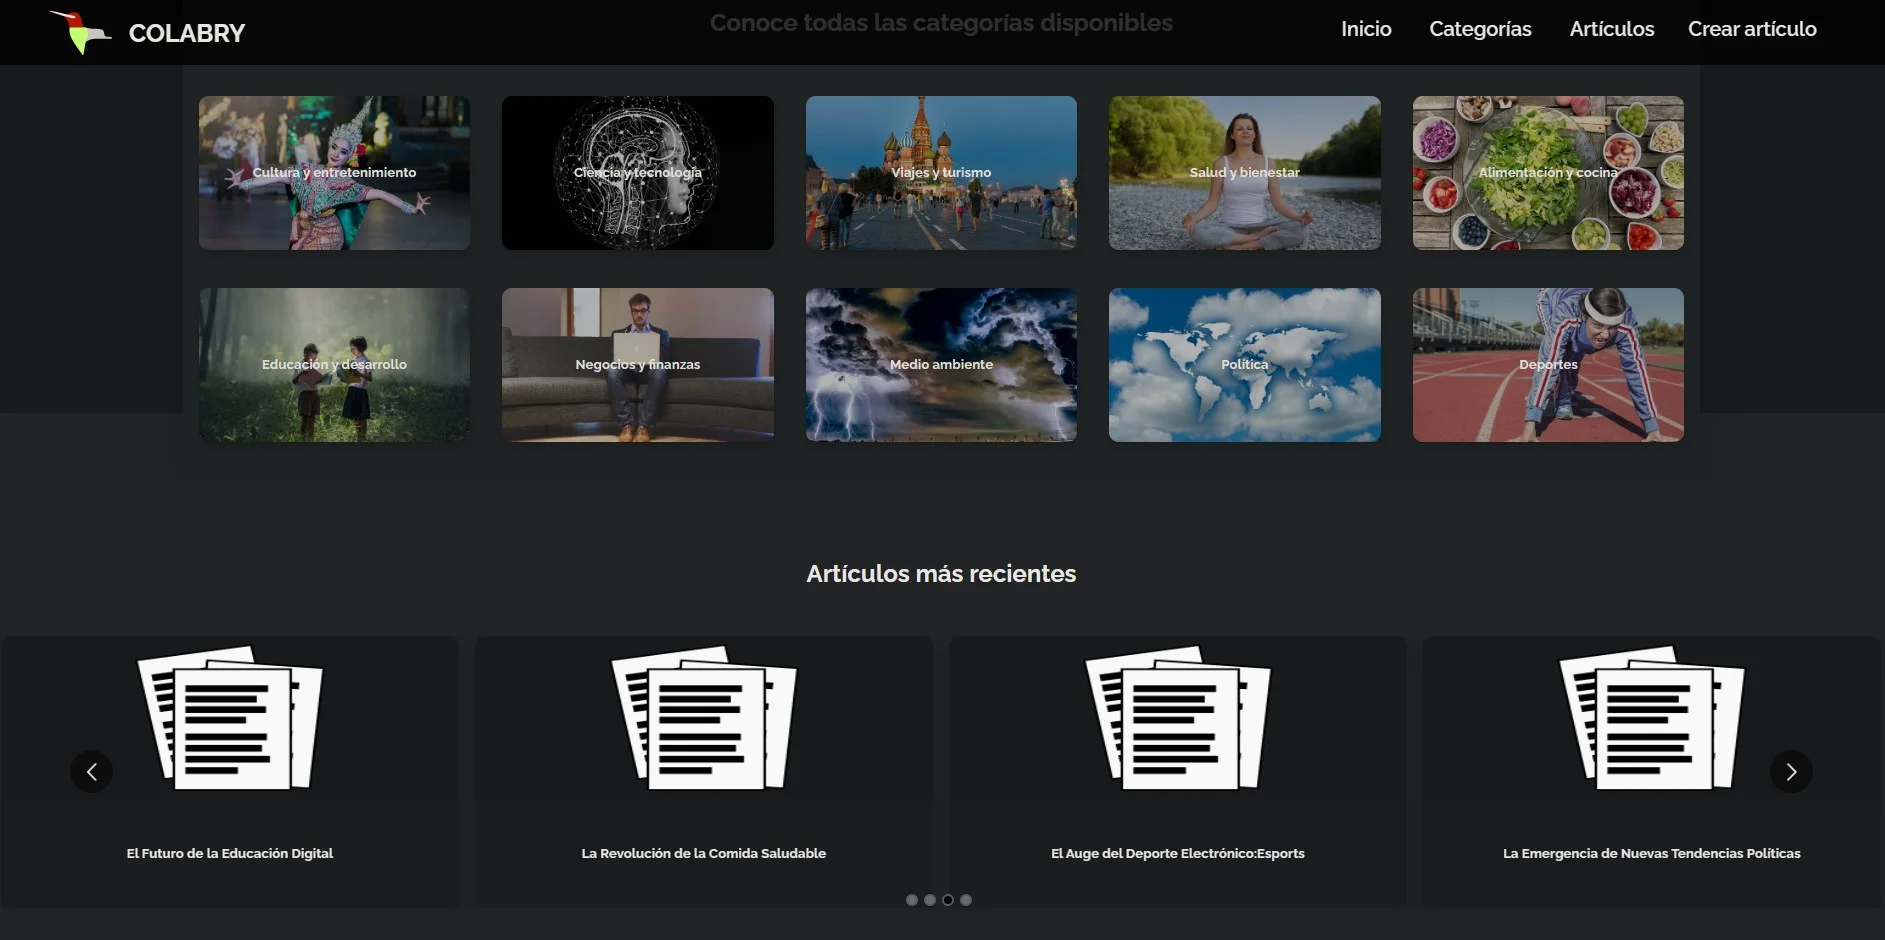 COLABRY
Conoce todas las categorías disponibles
Inicio
Categorías
Artículos
Crear artículo
Cultura y entretenimiento
Ciencia y tecnología
Viajes y turismo
Salud y bienestar
Alimentación y cocina
Educación y desarrollo
Negocios y finanzas
Medio ambiente
Política
Deportes
Artículos más recientes
El Futuro de la Educación Digital
La Revolución de la Comida Saludable
El Auge del Deporte Electrónico:Esports
La Emergencia de Nuevas Tendencias Políticas